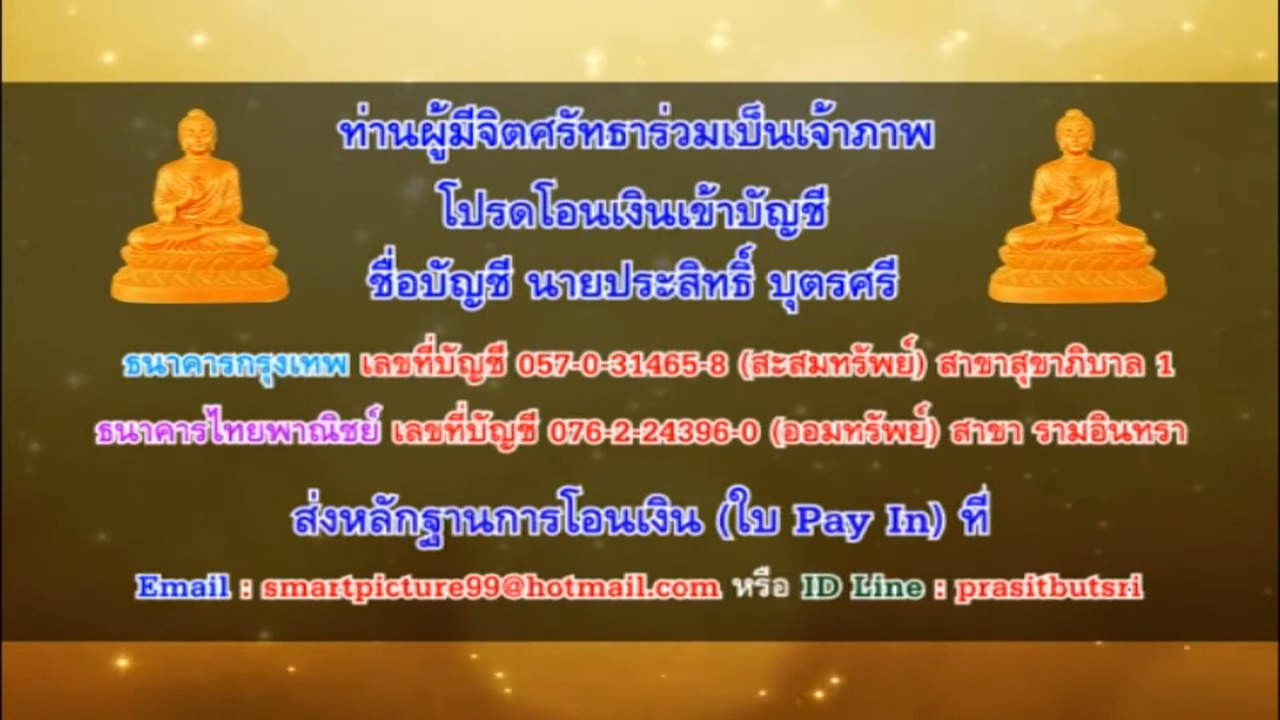 ท่านผู้มีจิตศรัทธาร่วมเป็นเจ้าภาพ
โปรดโอนเงินเข้าบัญชี
ชื่อบัญชี นายประสิทธิ์ บุตรศรี
ธนาคารกรุงเทพ เลขที่บัญชี 057-0-31465-8 (สะสมทรัพย์) สาขาสุขาภิบาล 1
ธนาคารไทยพาณิชย์ เลขที่บัญชี 076-2-24396-0 (ออมทรัพย์) สาขา รามอินทรา
ส่งหลักฐานการโอนเงิน (ใบ Pay In) ที่
Email : smartpicture99@hotmail.com หรือ ID Line : prasitbutsri